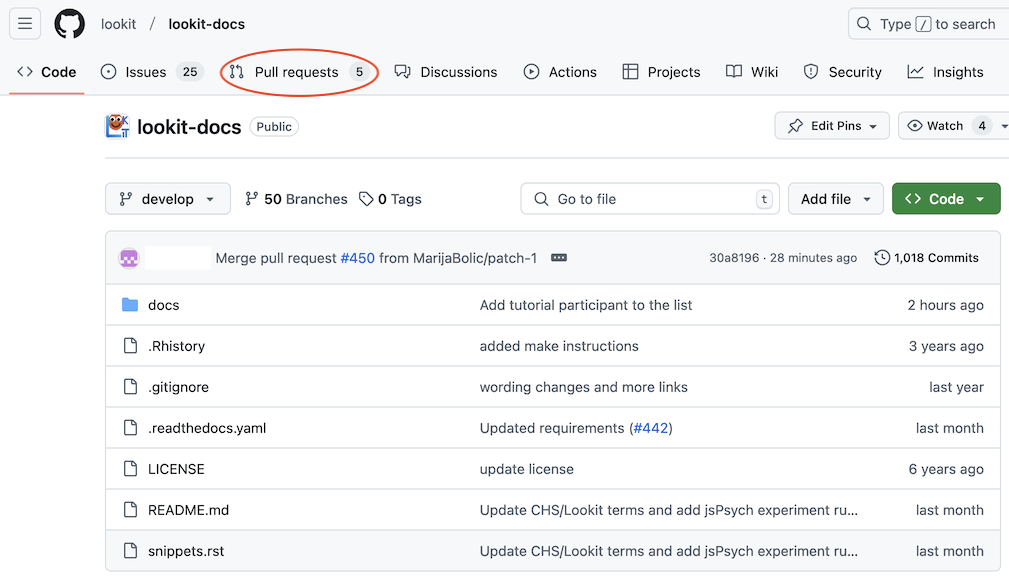 lookit / lookit-docs Type / to search
Code Issues 25 Pull requests 5 Discussions Actions Projects Wiki Security Insights
lookit-docs Public Edit Pins Watch 4
develop 50 Branches 0 Tags Go to file t Add file Code
Merge pull request #450 from MarijaBolic/patch-1 30a8196 · 28 minutes ago 1,018 Commits
docs Add tutorial participant to the list 2 hours ago
.Rhistory added make instructions 3 years ago
.gitignore wording changes and more links last year
.readthedocs.yaml Updated requirements (#442) last month
LICENSE update license 6 years ago
README.md Update CHS/Lookit terms and add jsPsych experiment ru... last month
snippets.rst Update CHS/Lookit terms and add jsPsych experiment ru... last month